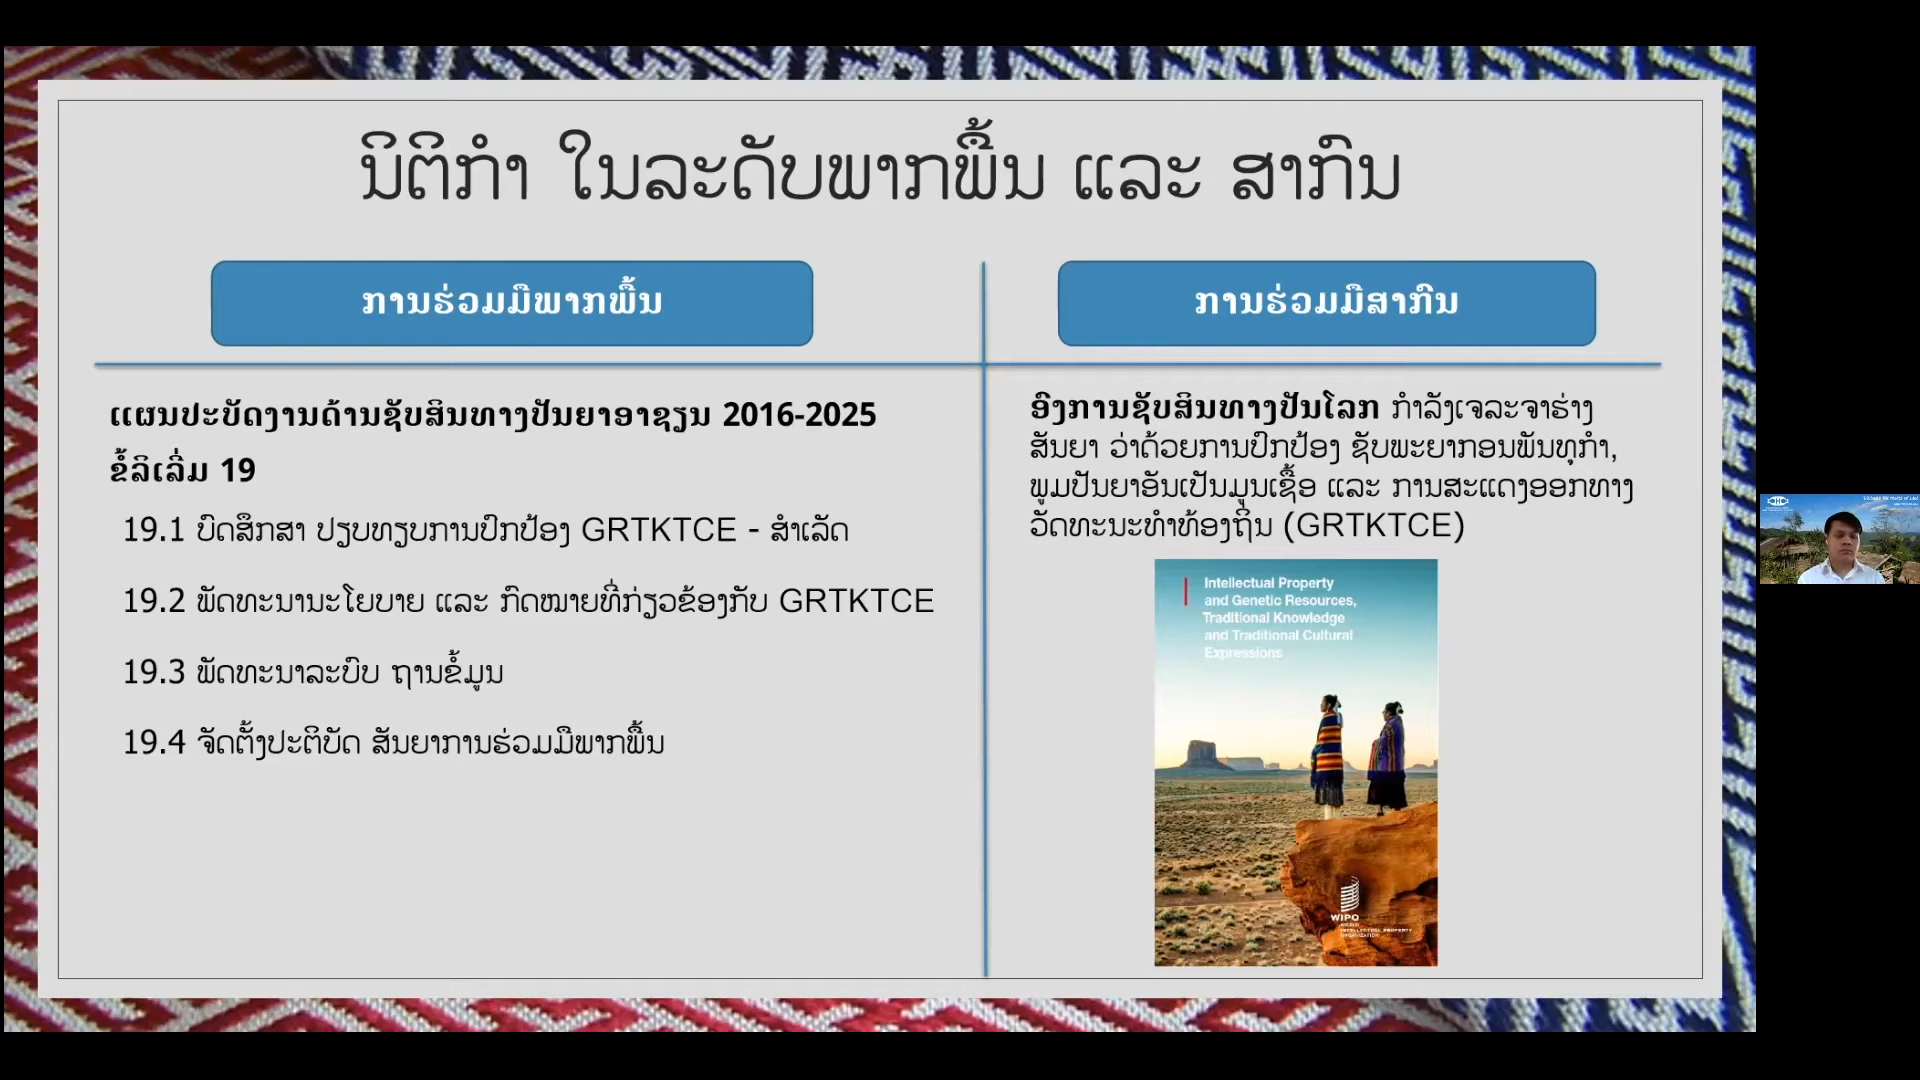 ນິຕິກຳ ໃນລະດັບພາກພື້ນ ແລະ ສາກົນ
ການຮ່ວມມືພາກພື້ນ
ແຜນປະບັດງານດ້ານຊັບສິນທາງປັນຍາອາຊຽນ 2016-2025
ຂໍ້ລິເລີ່ມ 19
19.1 ບົດສຶກສາ ປຽບທຽບການປົກປ້ອງ GRTKTCE - ສຳເລັດ
19.2 ພັດທະນານະໂຍບາຍ ແລະ ກົດໝາຍທີ່ກ່ຽວຂ້ອງກັບ GRTKTCE
19.3 ພັດທະນາລະບົບ ຖານຂໍ້ມູນ
19.4 ຈັດຕັ້ງປະຕິບັດ ສັນຍາການຮ່ວມມືພາກພື້ນ
ການຮ່ວມມືສາກົນ
ອົງການຊັບສິນທາງປັນໂລກ ກຳລັງເຈລະຈາຮ່າງ
ສັນຍາ ວ່າດ້ວຍການປົກປ້ອງ ຊັບພະຍາກອນພັນທຸກຳ,
ພູມປັນຍາອັນເປັນມູນເຊື້ອ ແລະ ການສະແດງອອກທາງ
ວັດທະນະທຳທ້ອງຖິ່ນ (GRTKTCE)
Intellectual Property
and Genetic Resources,
Traditional Knowledge
and Traditional Cultural
Expressions
WIPO
WORLD
INTELLECTUAL PROPERTY
ORGANIZATION